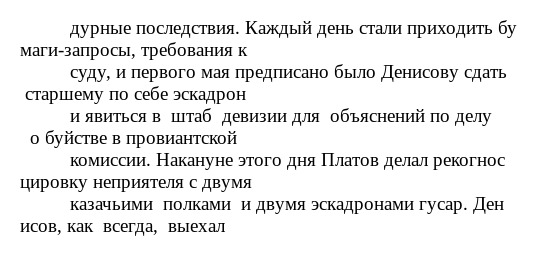 дурные последствия. Каждый день стали приходить бу
маги-запросы, требования к
суду, и первого мая предписано было Денисову сдать
старшему по себе эскадрон
и явиться в штаб девизии для объяснений по делу
о буйстве в провиантской
комиссии. Накануне этого дня Платов делал рекогнос
цировку неприятеля с двумя
казачьими полками и двумя эскадронами гусар. Ден
исов, как всегда, выехал